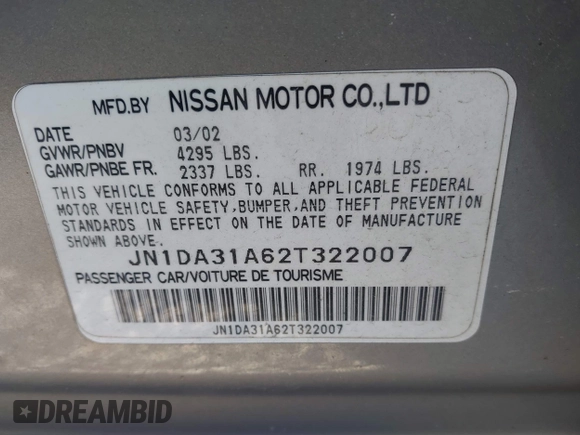 MFD.BY NISSAN MOTOR CO.,LTD
DATE 03/02
GVWR/PNBV 4295 LBS.
GAWR/PNBE FR. 2337 LBS. RR. 1974 LBS.
THIS VEHICLE CONFORMS TO ALL APPLICABLE FEDERAL
MOTOR VEHICLE SAFETY,BUMPER,AND THEFT PREVENTION
STANDARDS IN EFFECT ON THE DATE OF MANUFACTURE
SHOWN ABOVE.
JN1DA31A62T322007
PASSENGER CAR/VOITURE DE TOURISME
JN1DA31A62T322007
DREAMBID